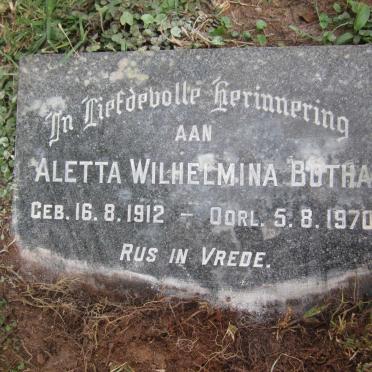 In Liefdevolle Herinnering
AAN
ALETTA WILHELMINA BOTHA
GEB. 16. 8. 1912 – OORL. 5. 8. 1970
RUS IN VREDE.